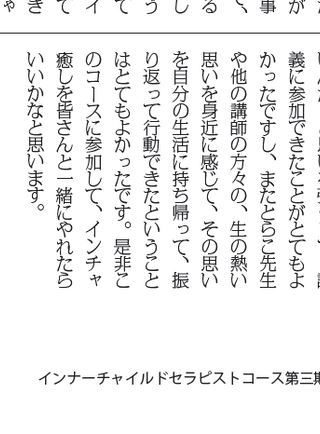 義に参加できたことがとてもよ
かったですし、またとらこ先生
や他の講師の方々の、生の熱い
思いを身近に感じて、その思い
を自分の生活に持ち帰って、振
り返って行動できたということ
はとてもよかったです。是非こ
のコースに参加して、インチャ
癒しを皆さんと一緒にやれたら
いいかなと思います。
インナーチャイルドセラピストコース第三期